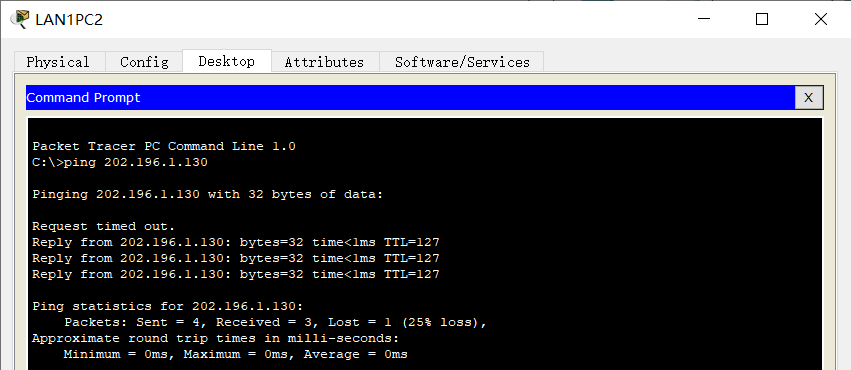 LAN1PC2
Physical Config Desktop Attributes Software/Services
Command Prompt X
Packet Tracer PC Command Line 1.0
C:\>ping 202.196.1.130
Pinging 202.196.1.130 with 32 bytes of data:
Request timed out.
Reply from 202.196.1.130: bytes=32 time<1ms TTL=127
Reply from 202.196.1.130: bytes=32 time<1ms TTL=127
Reply from 202.196.1.130: bytes=32 time<1ms TTL=127
Ping statistics for 202.196.1.130:
Packets: Sent = 4, Received = 3, Lost = 1 (25% loss),
Approximate round trip times in milli-seconds:
Minimum = 0ms, Maximum = 0ms, Average = 0ms